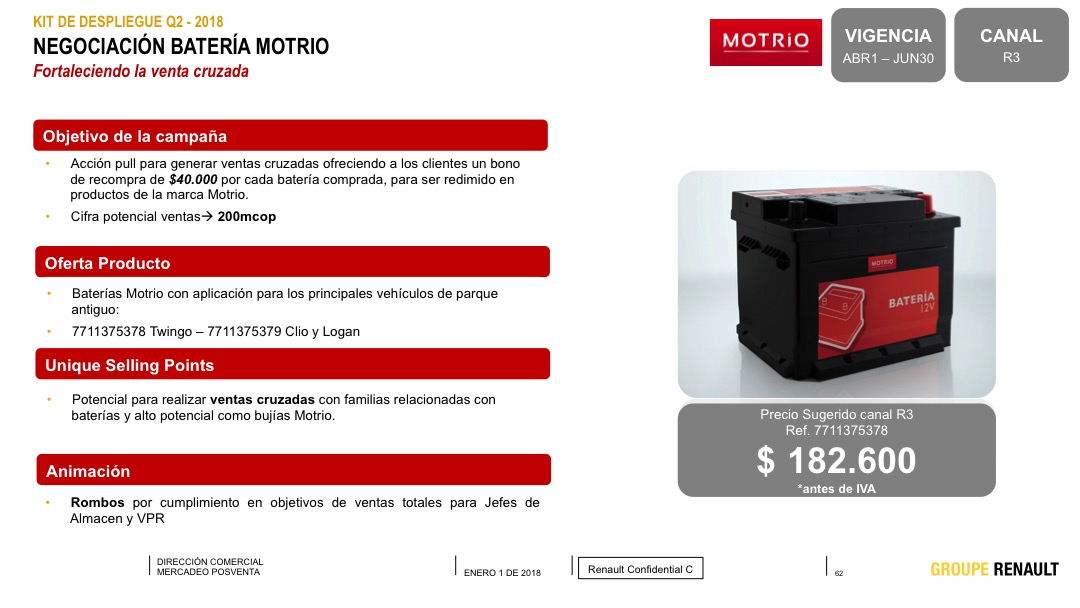 KIT DE DESPLIEGUE Q2 - 2018
NEGOCIACIÓN BATERÍA MOTRIO
Fortaleciendo la venta cruzada
MOTRiO
VIGENCIA
ABR1 – JUN30
CANAL
R3
Objetivo de la campaña
• Acción pull para generar ventas cruzadas ofreciendo a los clientes un bono
de recompra de $40.000 por cada batería comprada, para ser redimido en
productos de la marca Motrio.
• Cifra potencial ventas→ 200mcop
Oferta Producto
• Baterías Motrio con aplicación para los principales vehículos de parque
antiguo:
• 7711375378 Twingo – 7711375379 Clio y Logan
Unique Selling Points
• Potencial para realizar ventas cruzadas con familias relacionadas con
baterías y alto potencial como bujías Motrio.
Animación
• Rombos por cumplimiento en objetivos de ventas totales para Jefes de
Almacen y VPR
MOTRiO
BATERÍA
12V
Precio Sugerido canal R3
Ref. 7711375378
$ 182.600
*antes de IVA
DIRECCIÓN COMERCIAL
MERCADEO POSVENTA
ENERO 1 DE 2018
Renault Confidential C
62
GROUPE RENAULT